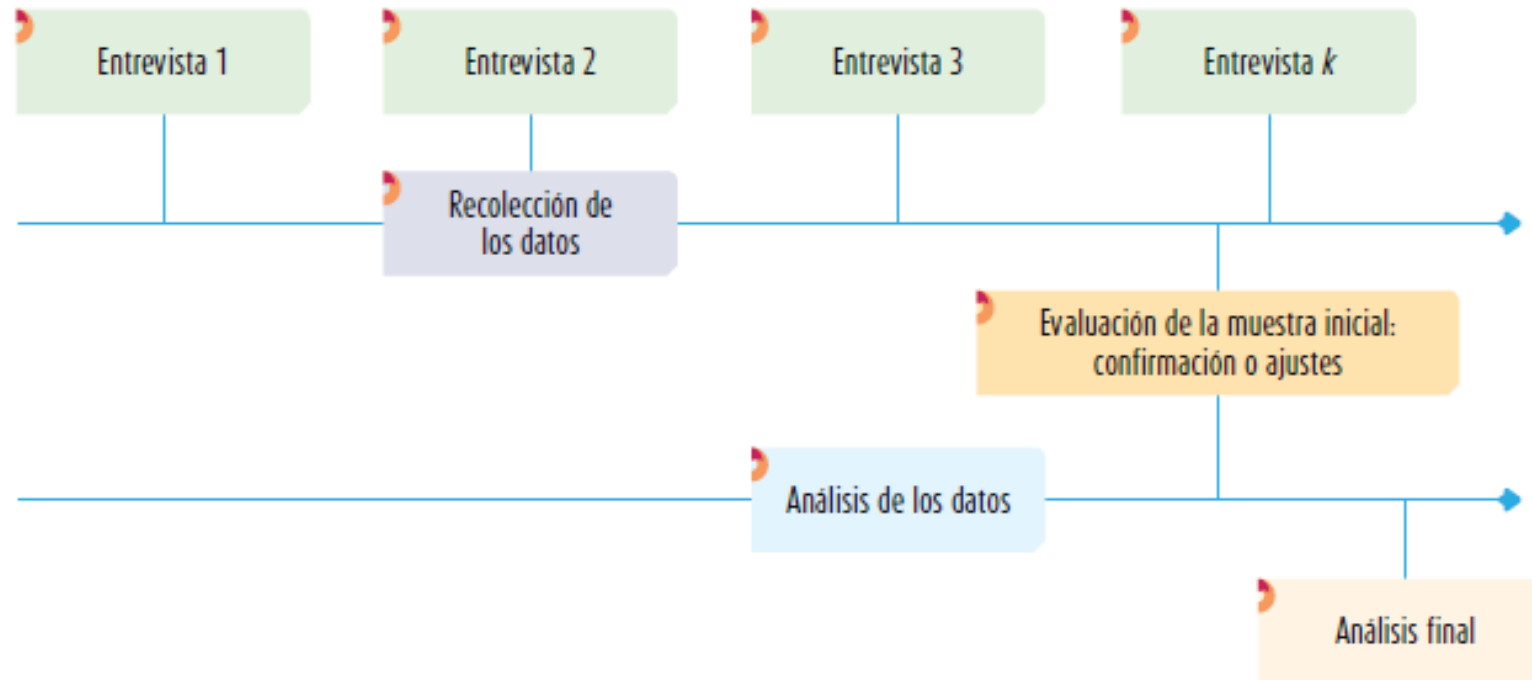 Entrevista 1
Entrevista 2
Entrevista 3
Entrevista k
Recolección de
los datos
Evaluación de la muestra inicial:
confirmación o ajustes
Análisis de los datos
Análisis final